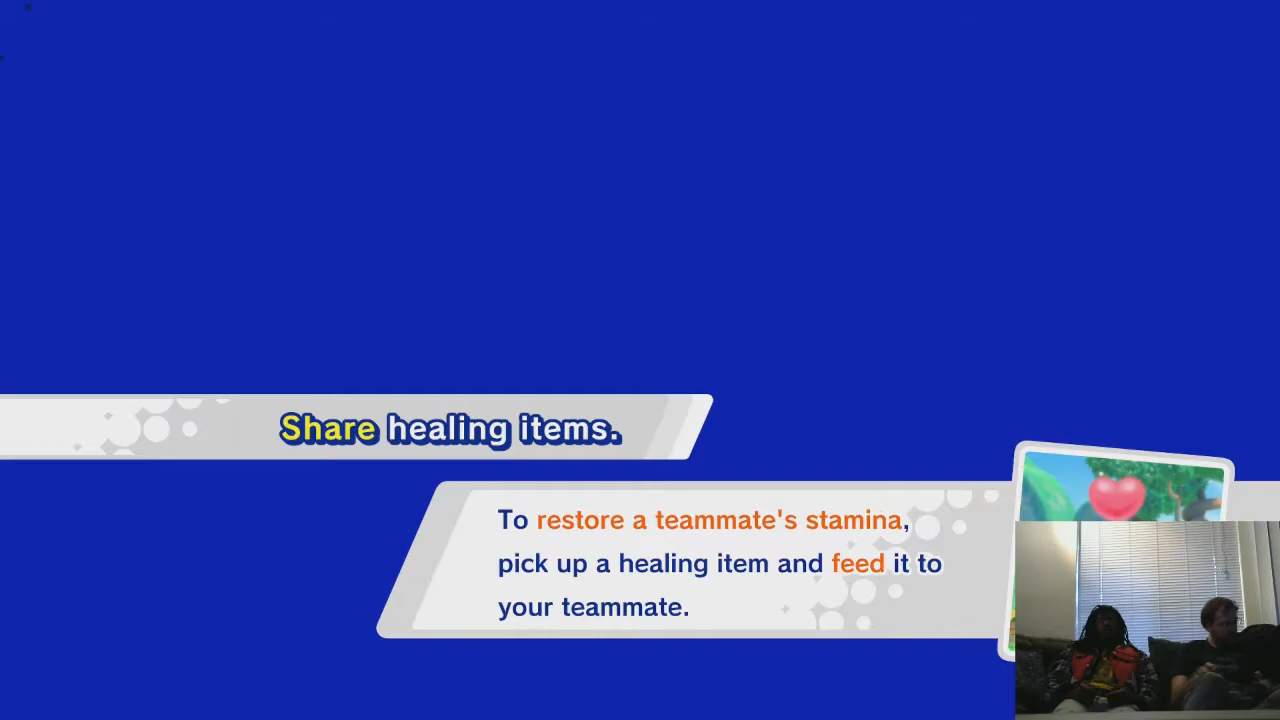 Share healing items.
To restore a teammate's stamina,
pick up a healing item and feed it to
your teammate.